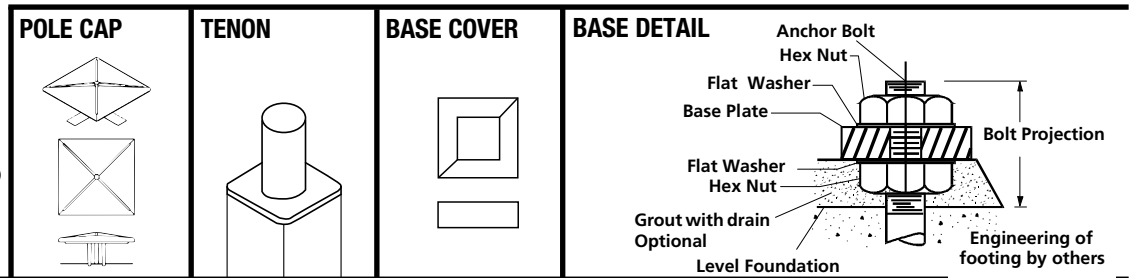 POLE CAP
TENON
BASE COVER
BASE DETAIL
Anchor Bolt
Hex Nut
Flat Washer
Base Plate
Bolt Projection
Flat Washer
Hex Nut
Grout with drain
Optional
Level Foundation
Engineering of
footing by others